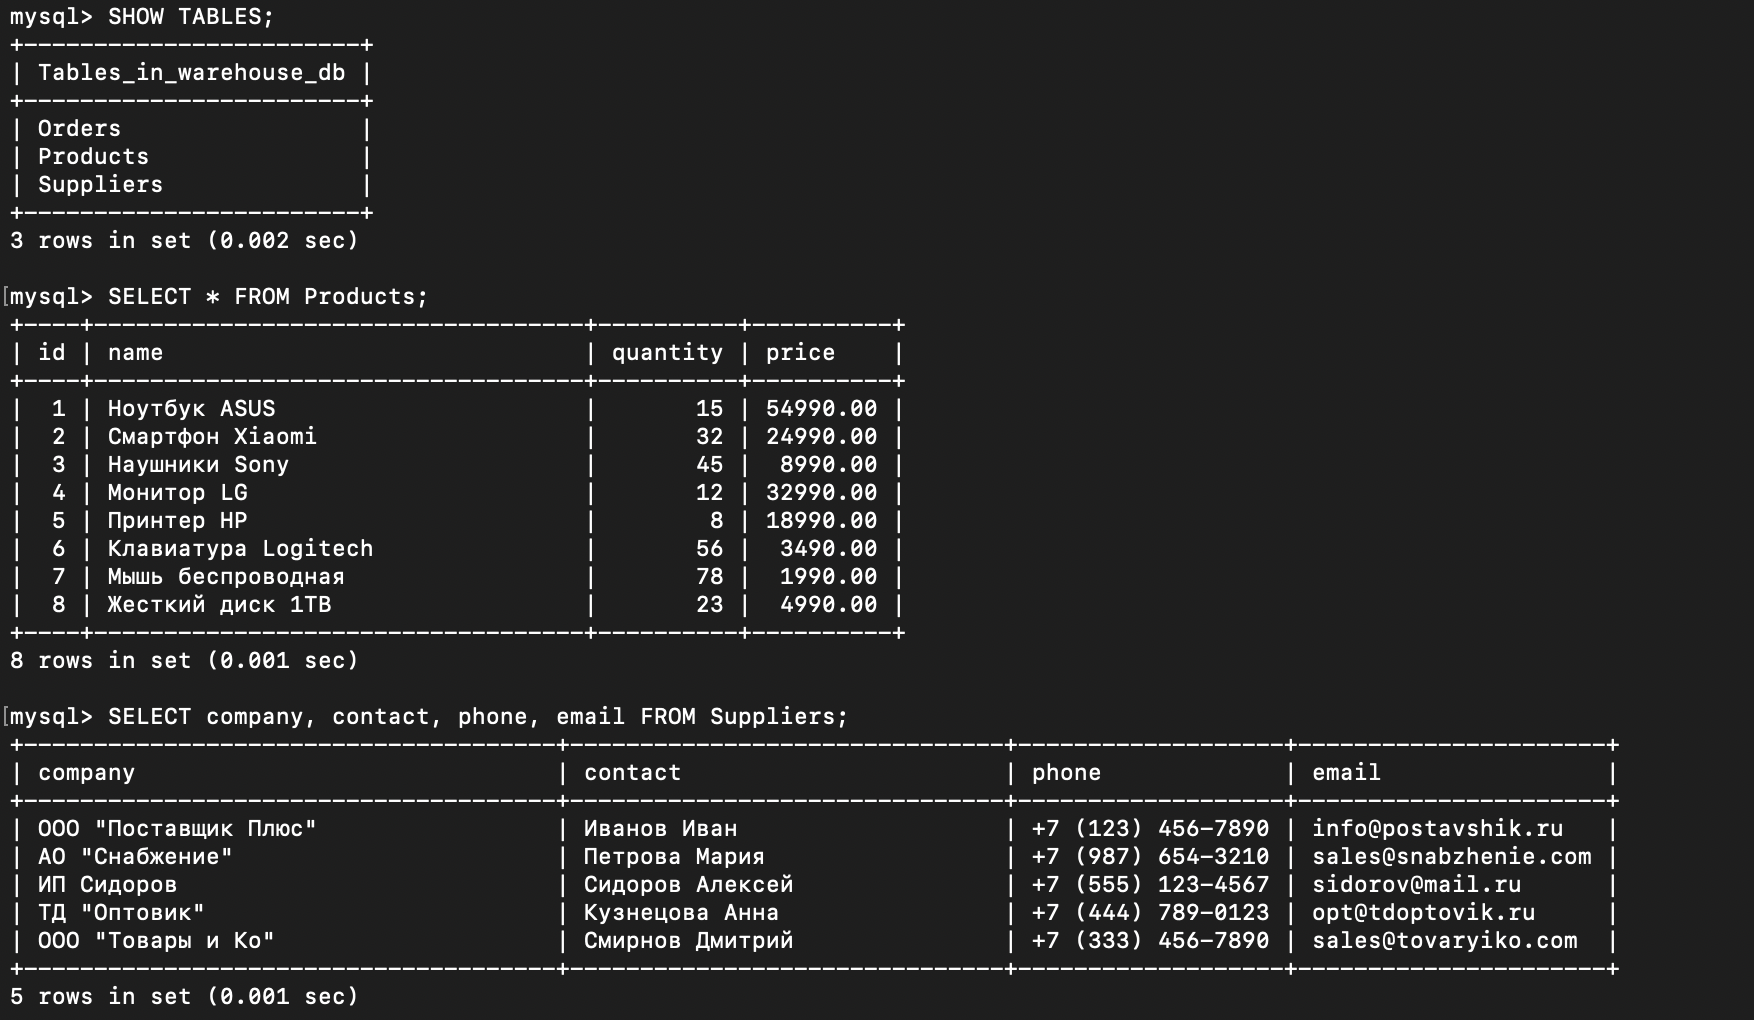 mysql> SHOW TABLES;
+------------------------+
| Tables_in_warehouse_db |
+------------------------+
| Orders                 |
| Products               |
| Suppliers              |
+------------------------+
3 rows in set (0.002 sec)

[mysql> SELECT * FROM Products;
+----+-----------------------------------+----------+----------+
| id | name                              | quantity | price    |
+----+-----------------------------------+----------+----------+
|  1 | Ноутбук ASUS                      |       15 | 54990.00 |
|  2 | Смартфон Xiaomi                   |       32 | 24990.00 |
|  3 | Наушники Sony                     |       45 |  8990.00 |
|  4 | Монитор LG                        |       12 | 32990.00 |
|  5 | Принтер HP                        |        8 | 18990.00 |
|  6 | Клавиатура Logitech               |       56 |  3490.00 |
|  7 | Мышь беспроводная                 |       78 |  1990.00 |
|  8 | Жесткий диск 1TB                  |       23 |  4990.00 |
+----+-----------------------------------+----------+----------+
8 rows in set (0.001 sec)

[mysql> SELECT company, contact, phone, email FROM Suppliers;
+--------------------------------------+-------------------------------+-------------------+----------------------+
| company                              | contact                       | phone             | email                |
+--------------------------------------+-------------------------------+-------------------+----------------------+
| ООО "Поставщик Плюс"                 | Иванов Иван                   | +7 (123) 456-7890 | info@postavshik.ru   |
| АО "Снабжение"                       | Петрова Мария                 | +7 (987) 654-3210 | sales@snabzhenie.com |
| ИП Сидоров                           | Сидоров Алексей               | +7 (555) 123-4567 | sidorov@mail.ru      |
| ТД "Оптовик"                         | Кузнецова Анна                | +7 (444) 789-0123 | opt@tdoptovik.ru     |
| ООО "Товары и Ко"                    | Смирнов Дмитрий               | +7 (333) 456-7890 | sales@tovaryiko.com  |
+--------------------------------------+-------------------------------+-------------------+----------------------+
5 rows in set (0.001 sec)